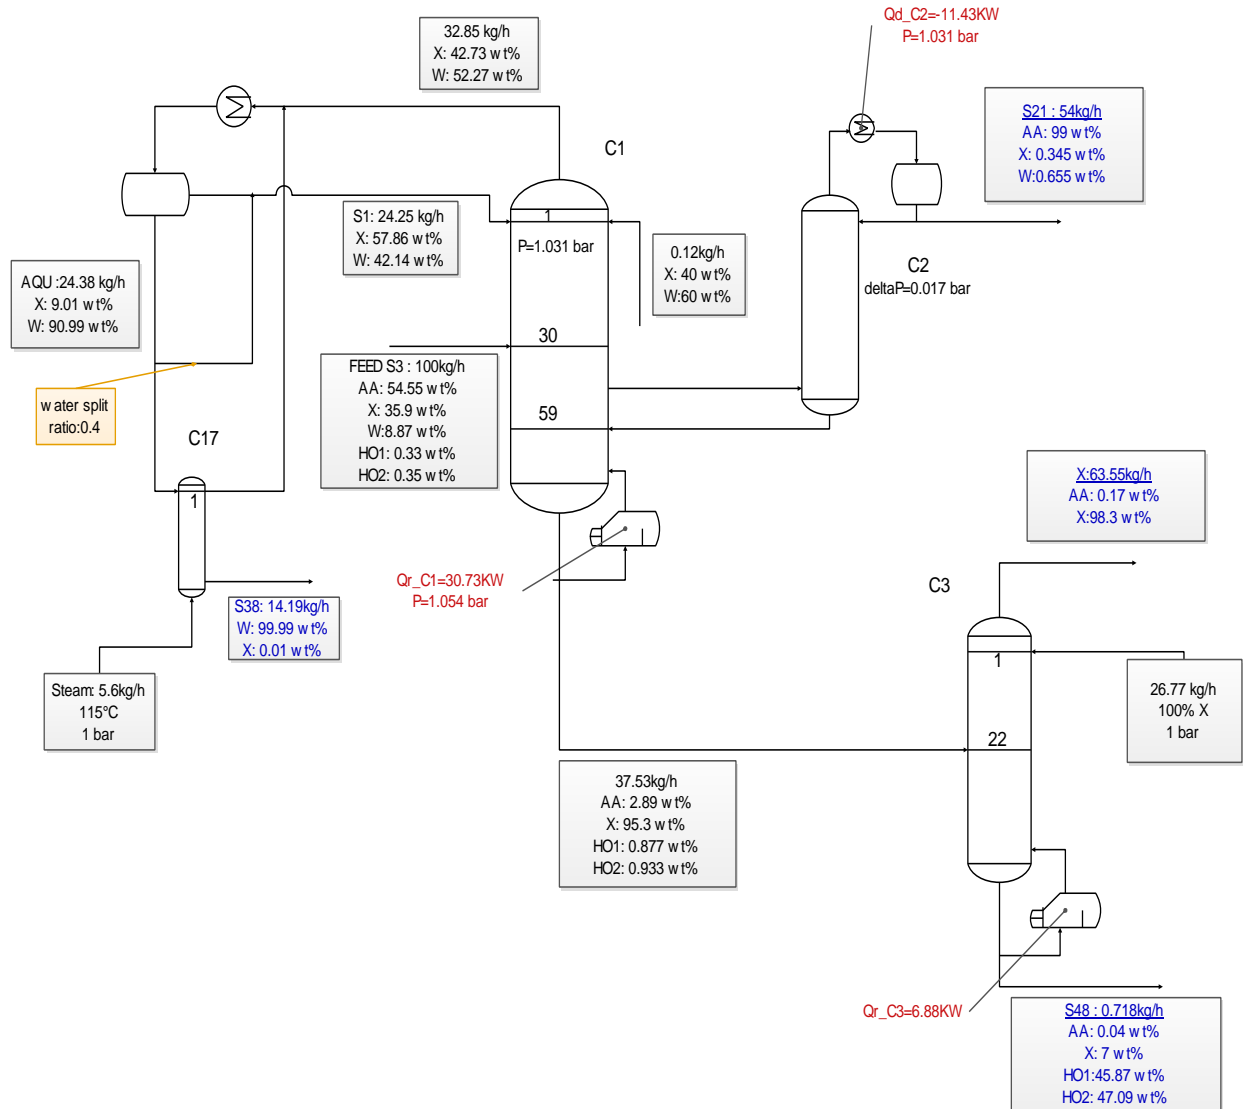 Qd_C2=-11.43KW
P=1.031 bar
32.85 kg/h
X: 42.73 wt%
W: 52.27 wt%
S21 : 54kg/h
AA: 99 wt%
X: 0.345 wt%
W:0.655 wt%
C1
1
P=1.031 bar
S1: 24.25 kg/h
X: 57.86 wt%
W: 42.14 wt%
0.12kg/h
X: 40 wt%
W:60 wt%
C2
deltaP=0.017 bar
AQU :24.38 kg/h
X: 9.01 wt%
W: 90.99 wt%
30
FEED S3 : 100kg/h
AA: 54.55 wt%
X: 35.9 wt%
W:8.87 wt%
HO1: 0.33 wt%
HO2: 0.35 wt%
59
water split
ratio:0.4
C17
1
X:63.55kg/h
AA: 0.17 wt%
X:98.3 wt%
Qr_C1=30.73KW
P=1.054 bar
C3
S38: 14.19kg/h
W: 99.99 wt%
X: 0.01 wt%
1
Steam: 5.6kg/h
115°C
1 bar
26.77 kg/h
100% X
1 bar
22
37.53kg/h
AA: 2.89 wt%
X: 95.3 wt%
HO1: 0.877 wt%
HO2: 0.933 wt%
Qr_C3=6.88KW
S48 : 0.718kg/h
AA: 0.04 wt%
X: 7 wt%
HO1:45.87 wt%
HO2: 47.09 wt%